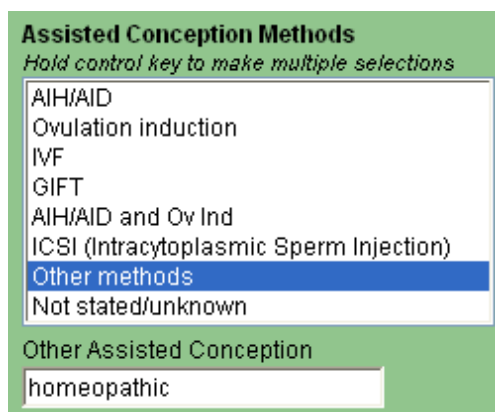 Assisted Conception Methods
Hold control key to make multiple selections
AIH/AID
Ovulation induction
IVF
GIFT
AIH/AID and Ov Ind
ICSI (Intracytoplasmic Sperm Injection)
Other methods
Not stated/unknown
Other Assisted Conception
homeopathic